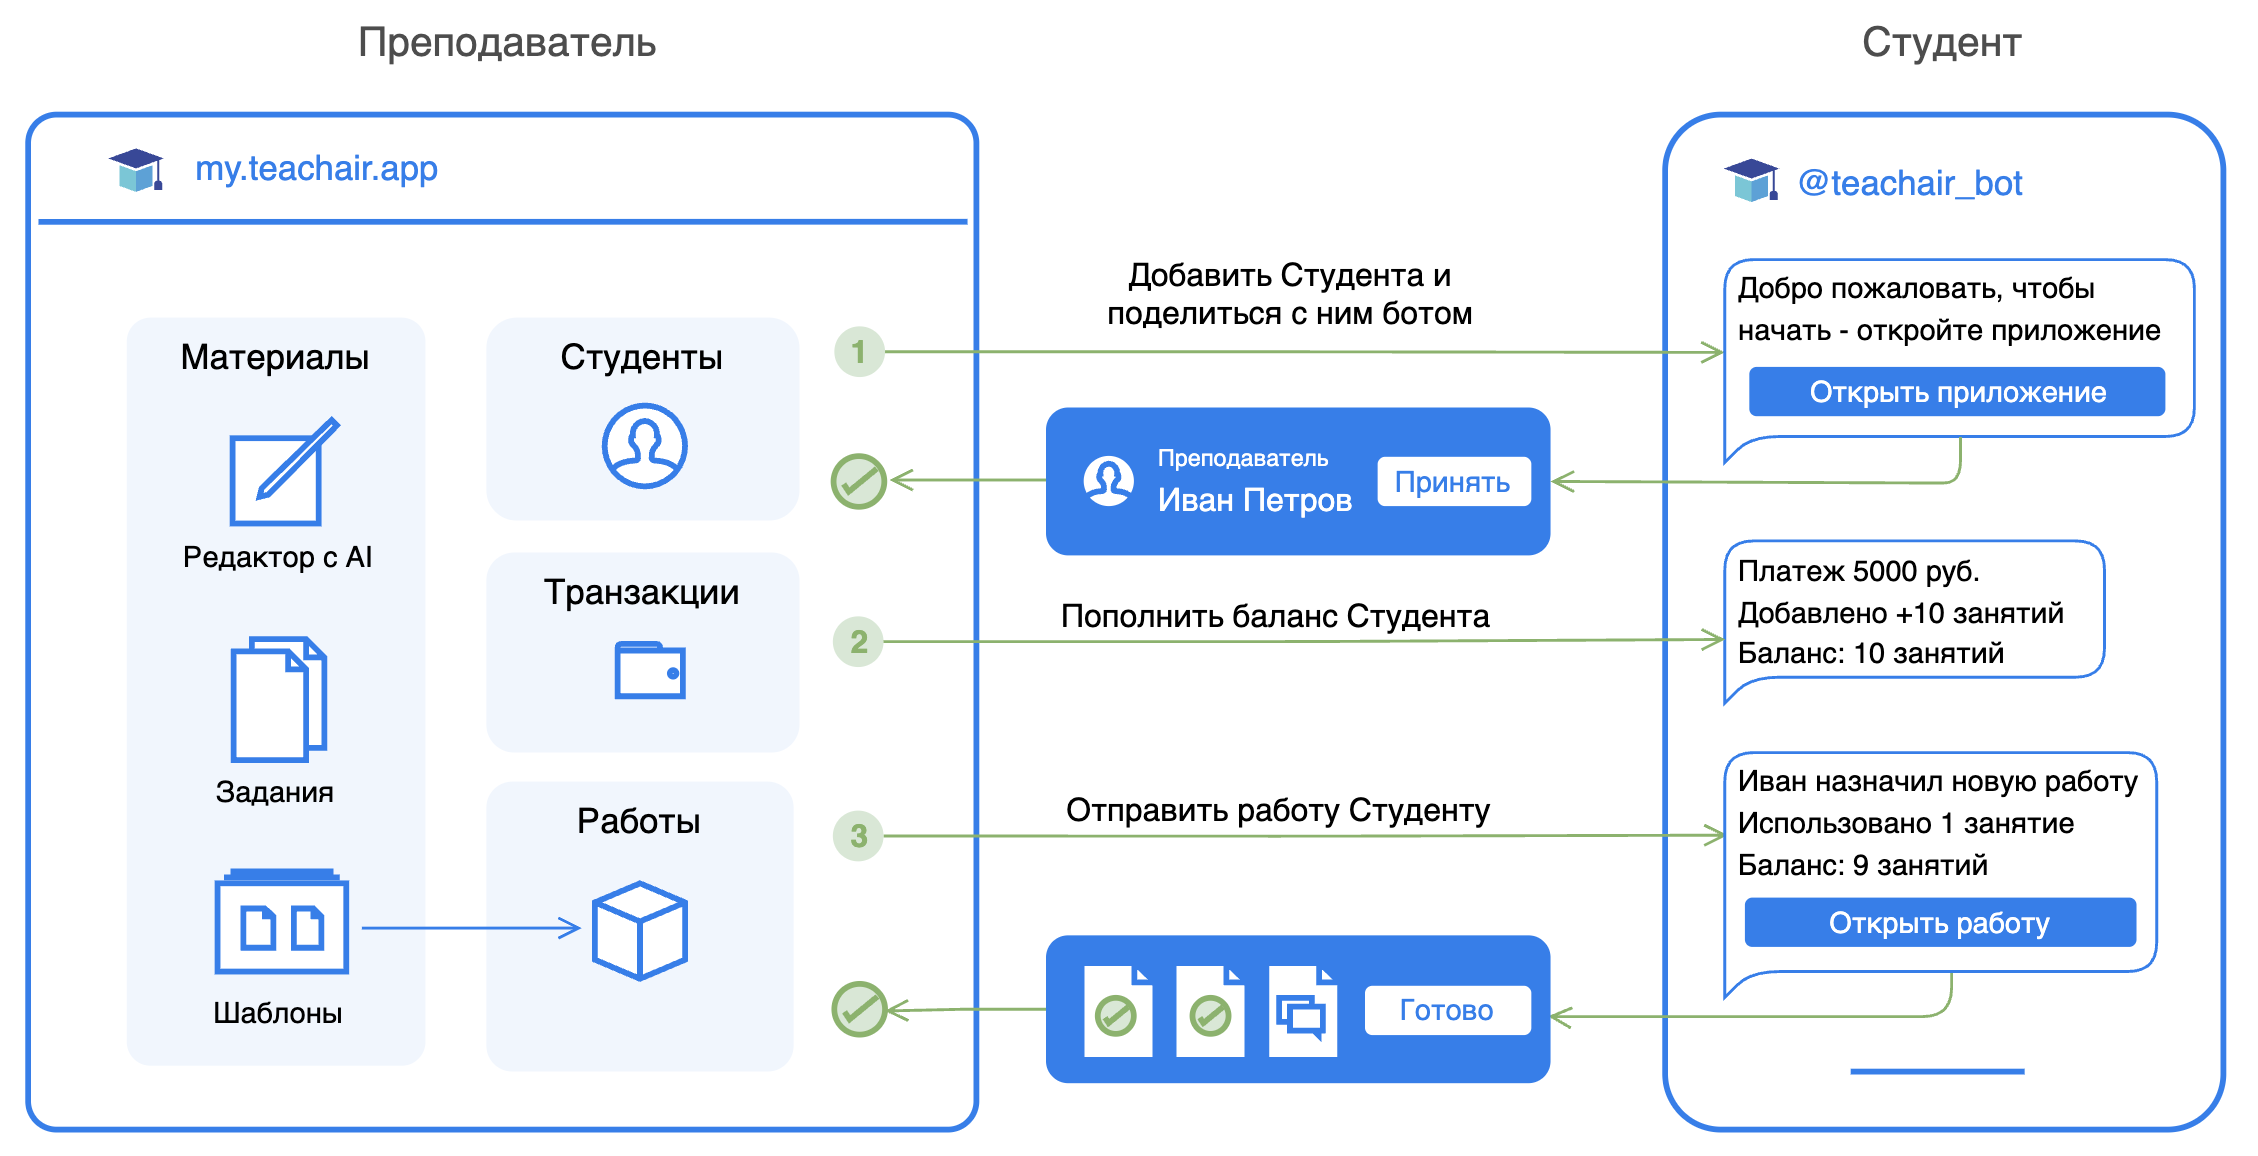 Преподаватель
Студент
my.teachair.app
@teachair_bot
Материалы
Редактор с AI
Задания
Шаблоны
Студенты
Транзакции
Работы
1
Добавить Студента и
поделиться с ним ботом
Добро пожаловать, чтобы
начать - откройте приложение
Открыть приложение
Преподаватель
Иван Петров
Принять
2
Пополнить баланс Студента
Платеж 5000 руб.
Добавлено +10 занятий
Баланс: 10 занятий
3
Отправить работу Студенту
Иван назначил новую работу
Использовано 1 занятие
Баланс: 9 занятий
Открыть работу
Готово